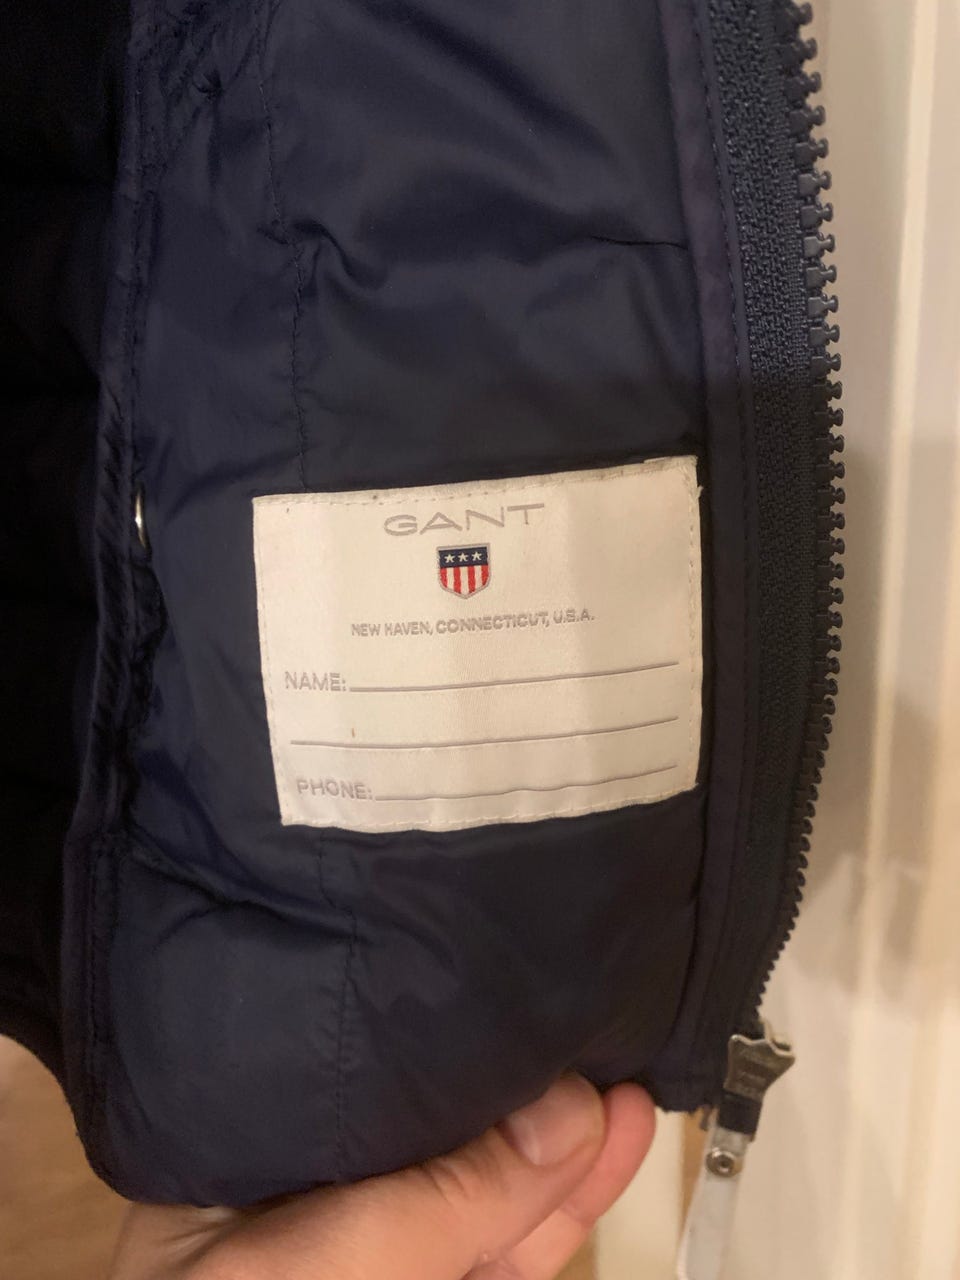 GANT
NEW HAVEN, CONNECTICUT, U.S.A.
NAME:
PHONE: